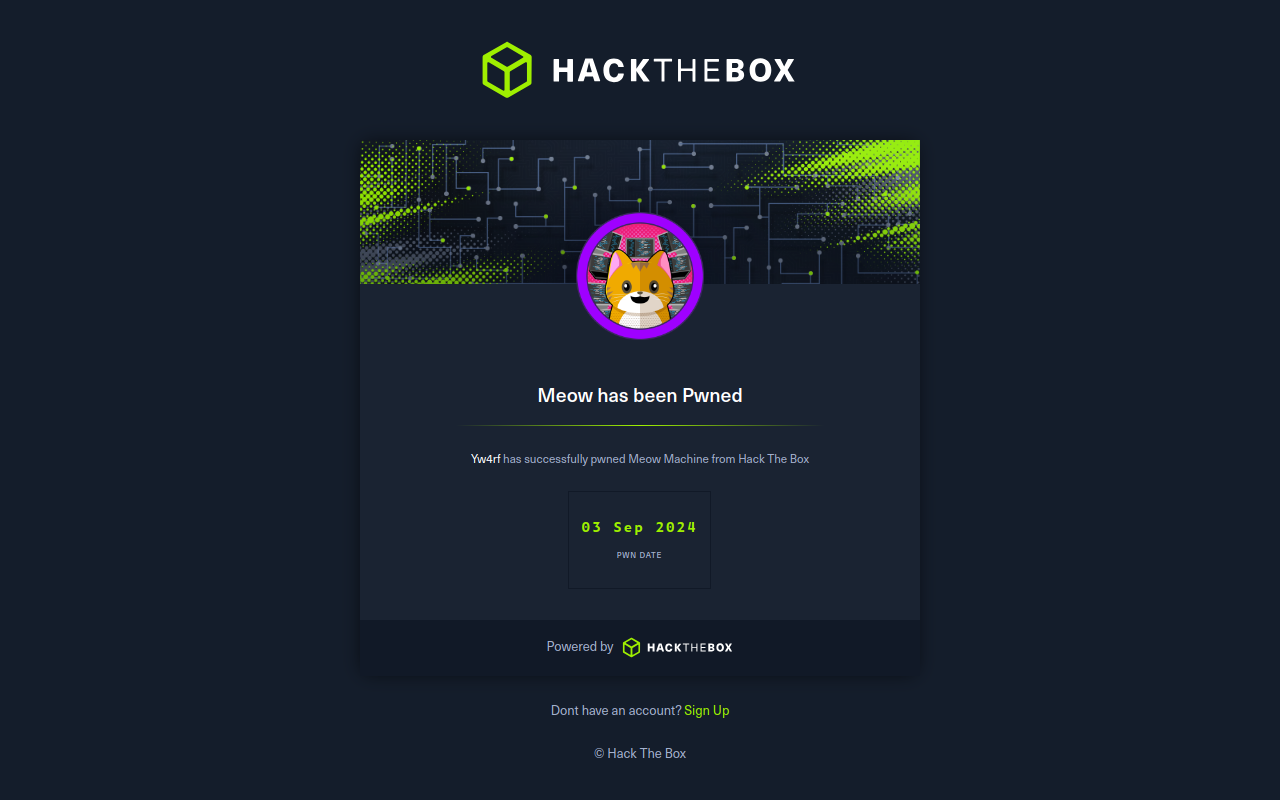 HACKTHEBOX
Meow has been Pwned
Yw4rf has successfully pwned Meow Machine from Hack The Box
03 Sep 2024
PWN DATE
Powered by HACKTHEBOX
Dont have an account? Sign Up
© Hack The Box